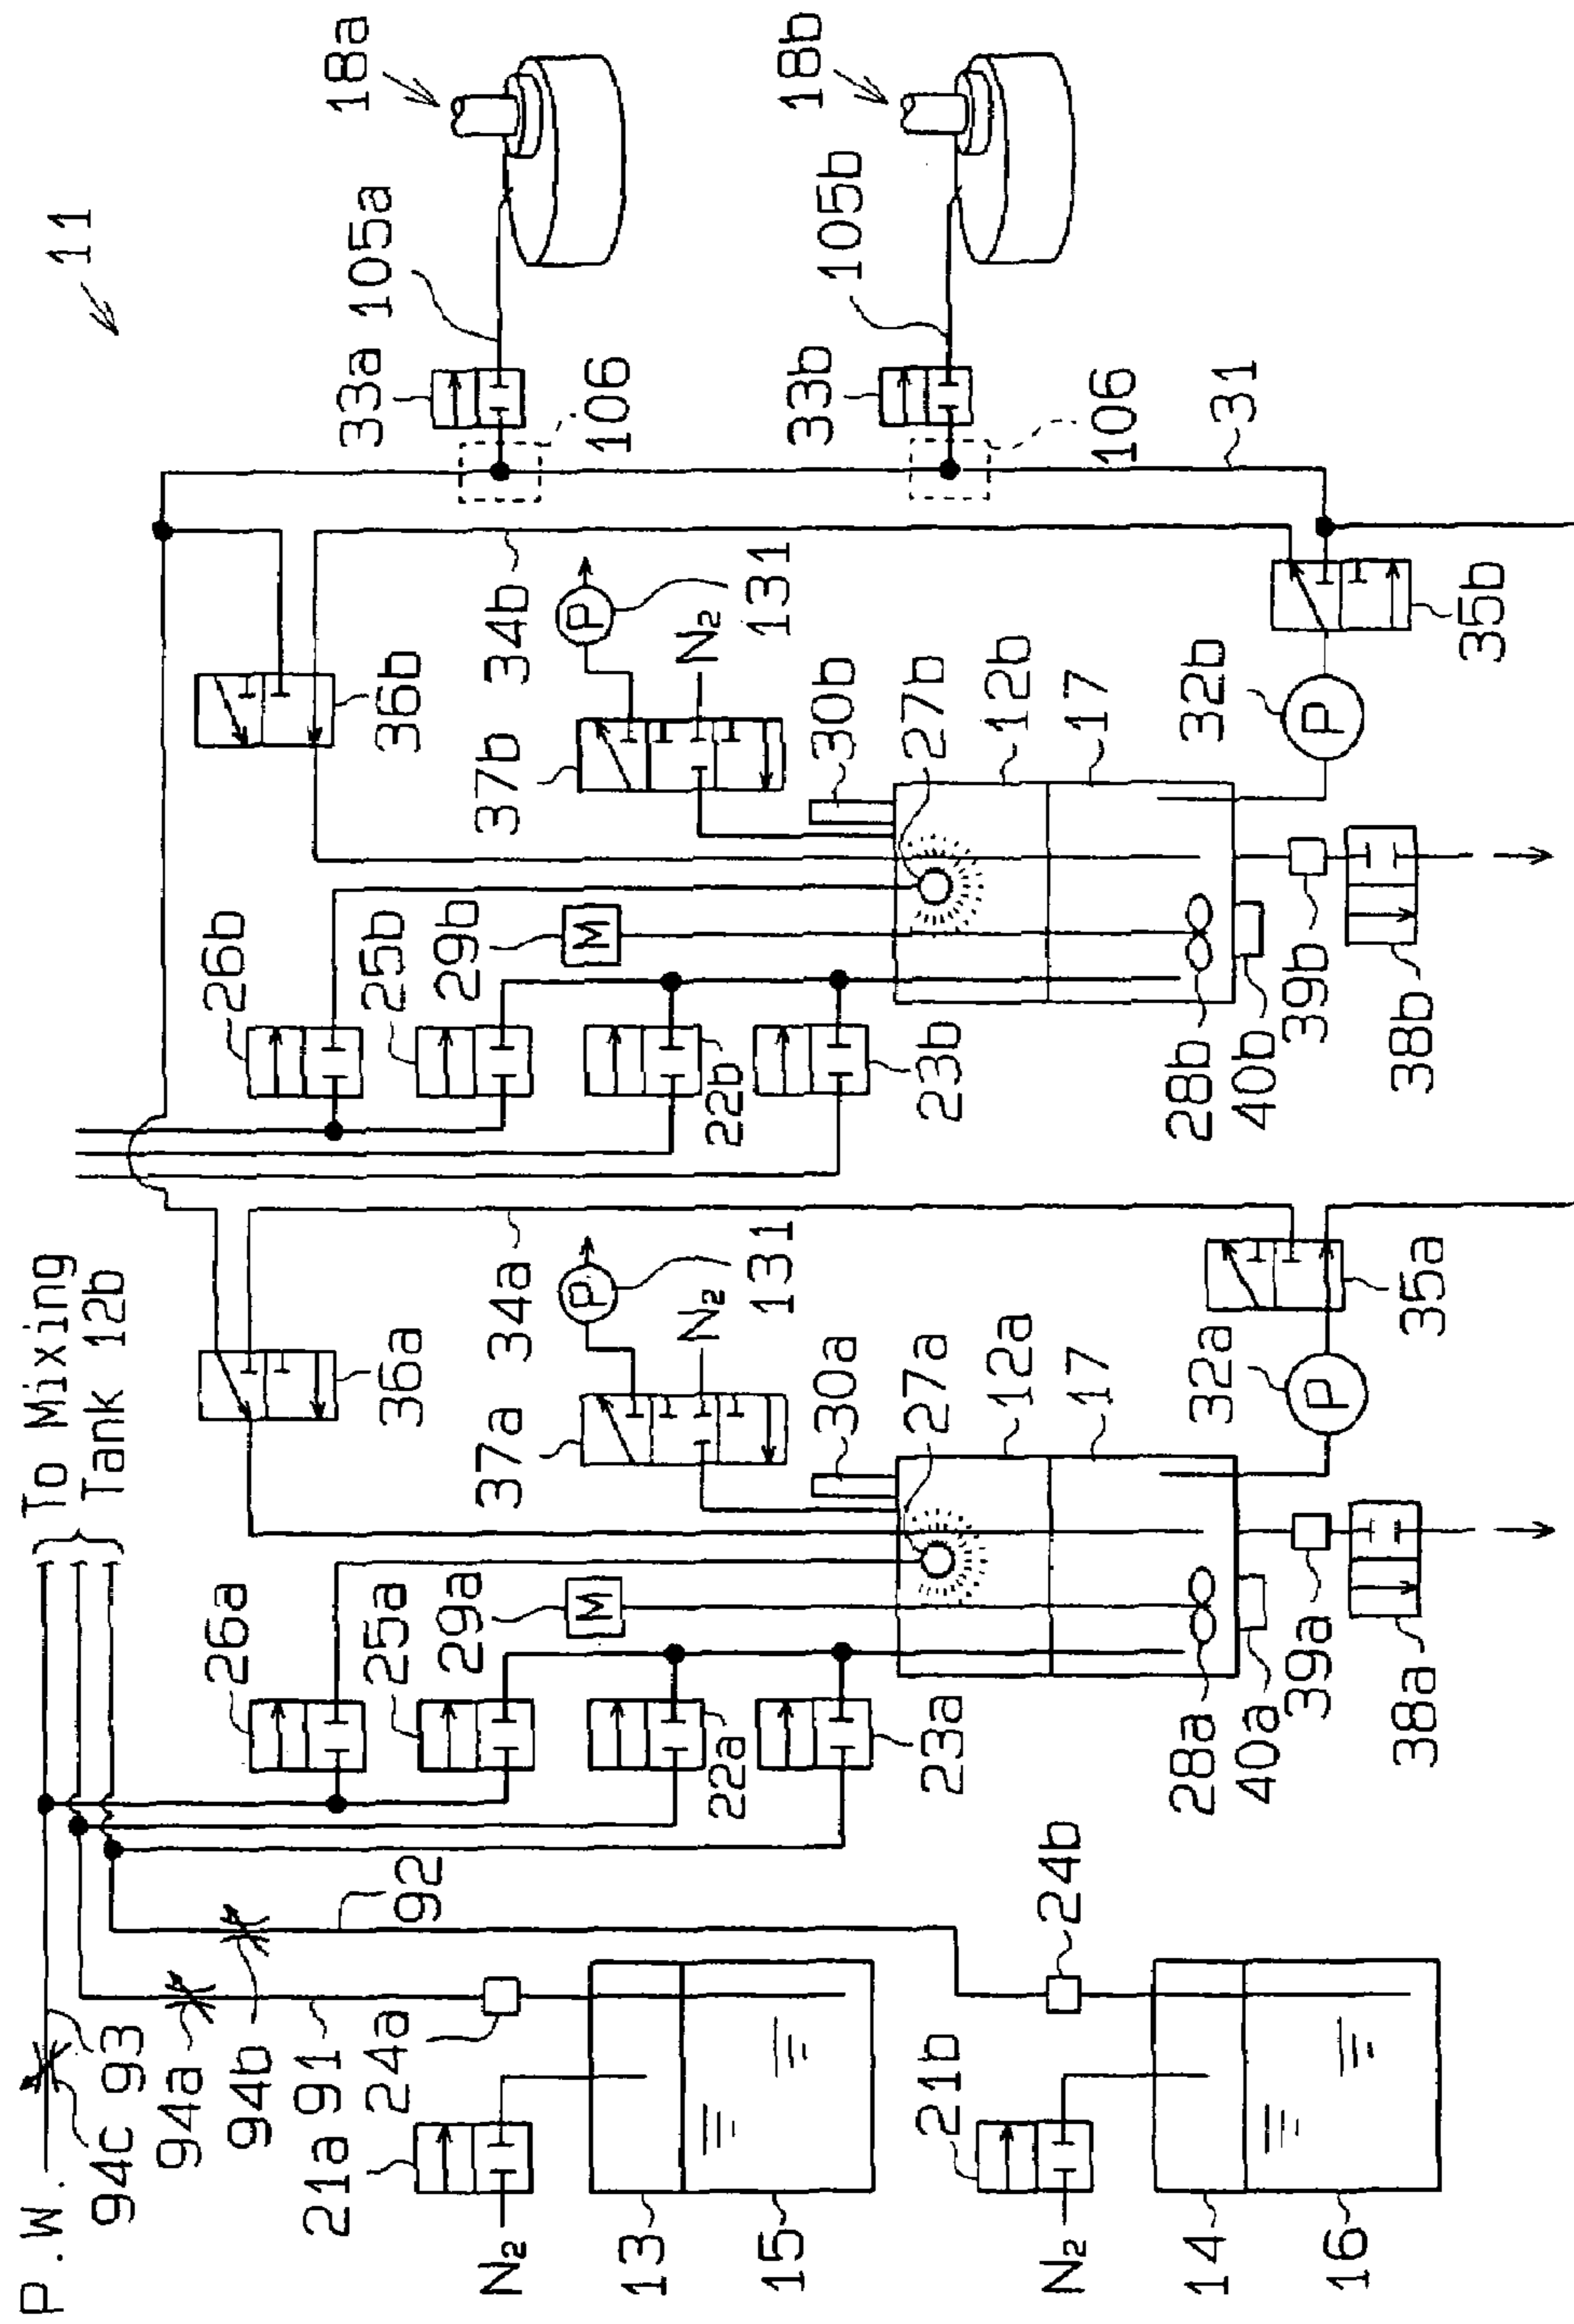 11
P.W.
To Mixing
Tank 12b
94c
93
94a
94b
92
91
21a
24a
N₂
13
15
21b
24b
N₂
14
16
26a
25a
29a
22a
23a
36a
37a
34a
131
N₂
30a
27a
12a
17
32a
35a
28a
40a
39a
38a
26b
25b
29b
22b
23b
36b
37b
34b
131
N₂
30b
27b
12b
17
32b
35b
28b
40b
39b
38b
M
M
P
P
P
P
33a
105a
18a
106
33b
105b
18b
106
31